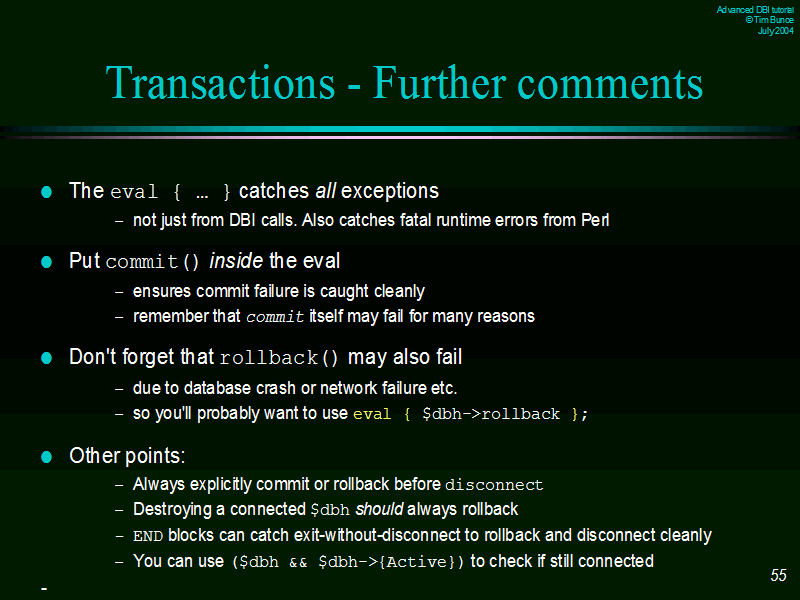 Advanced DBI tutorial
© Tim Bunce
July 2004
Transactions - Further comments
The eval { … } catches all exceptions
– not just from DBI calls. Also catches fatal runtime errors from Perl
Put commit() inside the eval
– ensures commit failure is caught cleanly
– remember that commit itself may fail for many reasons
Don't forget that rollback() may also fail
– due to database crash or network failure etc.
– so you'll probably want to use eval { $dbh->rollback };
Other points:
– Always explicitly commit or rollback before disconnect
– Destroying a connected $dbh should always rollback
– END blocks can catch exit-without-disconnect to rollback and disconnect cleanly
– You can use ($dbh && $dbh->{Active}) to check if still connected
55
-